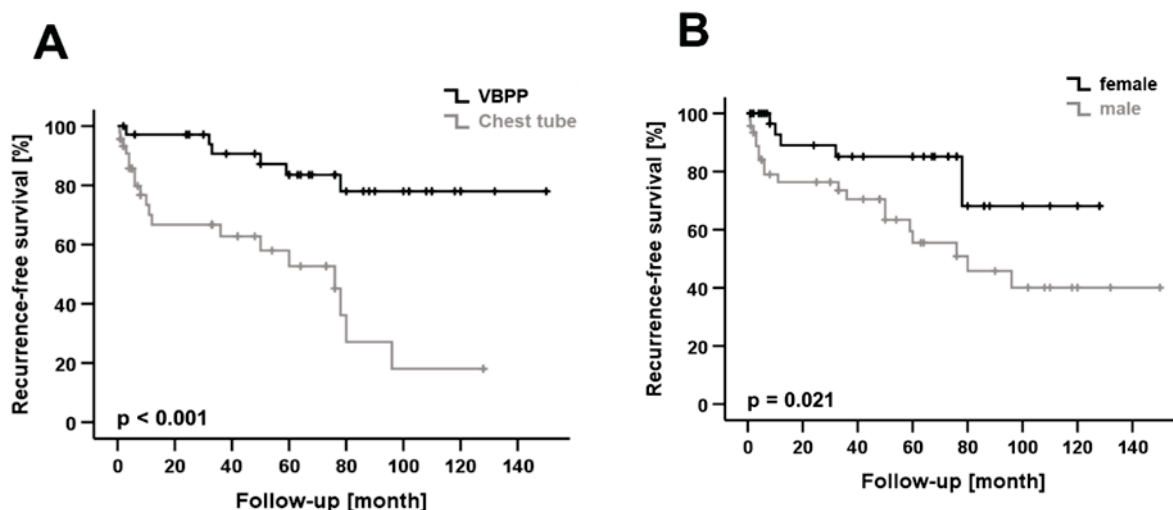 A
VBPP
Chest tube
Recurrence-free survival [%]
100
80
60
40
20
0
p < 0.001
0 20 40 60 80 100 120 140
Follow-up [month]
B
female
male
Recurrence-free survival [%]
100
80
60
40
20
0
p = 0.021
0 20 40 60 80 100 120 140
Follow-up [month]